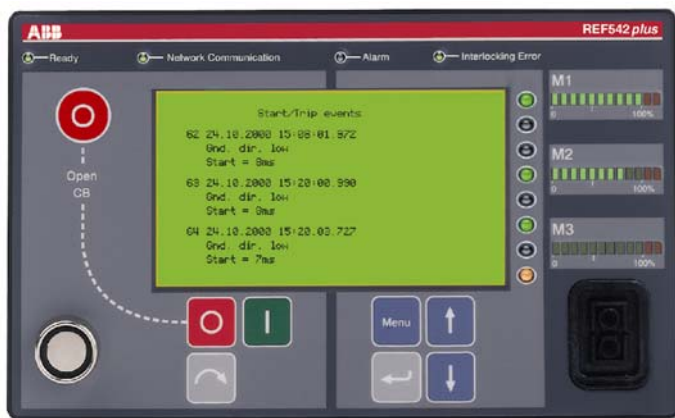 ABB
REF542 plus
Ready
Network Communication
Alarm
Interlocking Error
Start/Trip events
62 24.10.2000 15:08:01.872
Gnd. dir. low
Start = 8ms
63 24.10.2000 15:20:00.990
Gnd. dir. low
Start = 8ms
64 24.10.2000 15:20.03.727
Gnd. dir. low
Start = 7ms
Open
CB
M1
0
100%
M2
0
100%
M3
0
100%
Menu